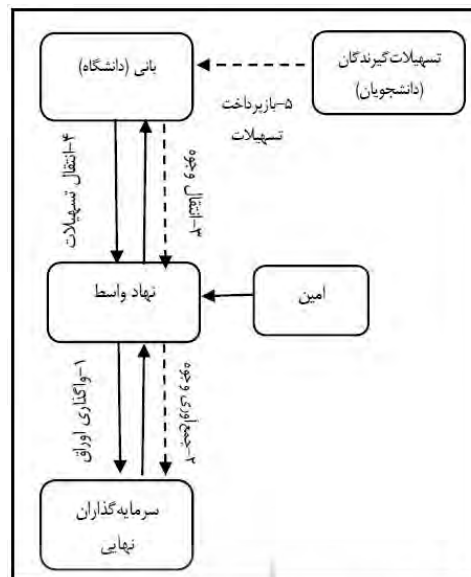 تسهیلات‌گیرندگان
(دانشجویان)
بانی (دانشگاه)
۵-بازپرداخت
تسهیلات
۴-انتقال تسهیلات
۳-انتقال وجوه
نهاد واسط
امین
۱-واگذاری اوراق
۲-جمع‌آوری وجوه
سرمایه‌گذاران
نهایی